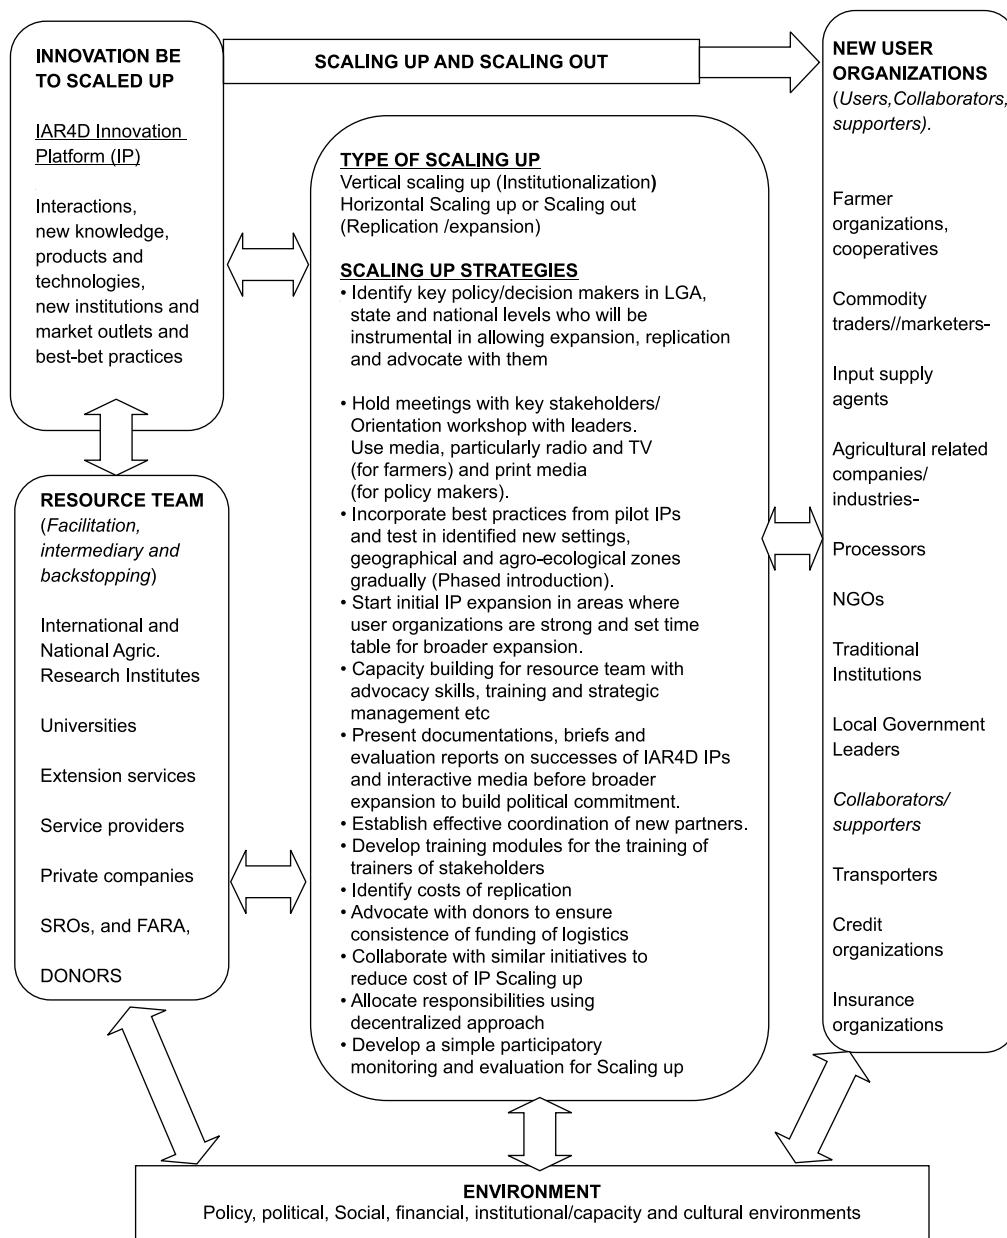 INNOVATION BE
TO SCALED UP
IAR4D Innovation
Platform (IP)
Interactions,
new knowledge,
products and
technologies,
new institutions and
market outlets and
best-bet practices
SCALING UP AND SCALING OUT
RESOURCE TEAM
(Facilitation,
intermediary and
backstopping)
International and
National Agric.
Research Institutes
Universities
Extension services
Service providers
Private companies
SROs, and FARA,
DONORS
TYPE OF SCALING UP
Vertical scaling up (Institutionalization)
Horizontal Scaling up or Scaling out
(Replication /expansion)
SCALING UP STRATEGIES
• Identify key policy/decision makers in LGA,
state and national levels who will be
instrumental in allowing expansion, replication
and advocate with them
• Hold meetings with key stakeholders/
Orientation workshop with leaders.
Use media, particularly radio and TV
(for farmers) and print media
(for policy makers).
• Incorporate best practices from pilot IPs
and test in identified new settings,
geographical and agro-ecological zones
gradually (Phased introduction).
• Start initial IP expansion in areas where
user organizations are strong and set time
table for broader expansion.
• Capacity building for resource team with
advocacy skills, training and strategic
management etc
• Present documentations, briefs and
evaluation reports on successes of IAR4D IPs
and interactive media before broader
expansion to build political commitment.
• Establish effective coordination of new partners.
• Develop training modules for the training of
trainers of stakeholders
• Identify costs of replication
• Advocate with donors to ensure
consistence of funding of logistics
• Collaborate with similar initiatives to
reduce cost of IP Scaling up
• Allocate responsibilities using
decentralized approach
• Develop a simple participatory
monitoring and evaluation for Scaling up
NEW USER
ORGANIZATIONS
(Users,Collaborators,
supporters).
Farmer
organizations,
cooperatives
Commodity
traders//marketers-
Input supply
agents
Agricultural related
companies/
industries-
Processors
NGOs
Traditional
Institutions
Local Government
Leaders
Collaborators/
supporters
Transporters
Credit
organizations
Insurance
organizations
ENVIRONMENT
Policy, political, Social, financial, institutional/capacity and cultural environments